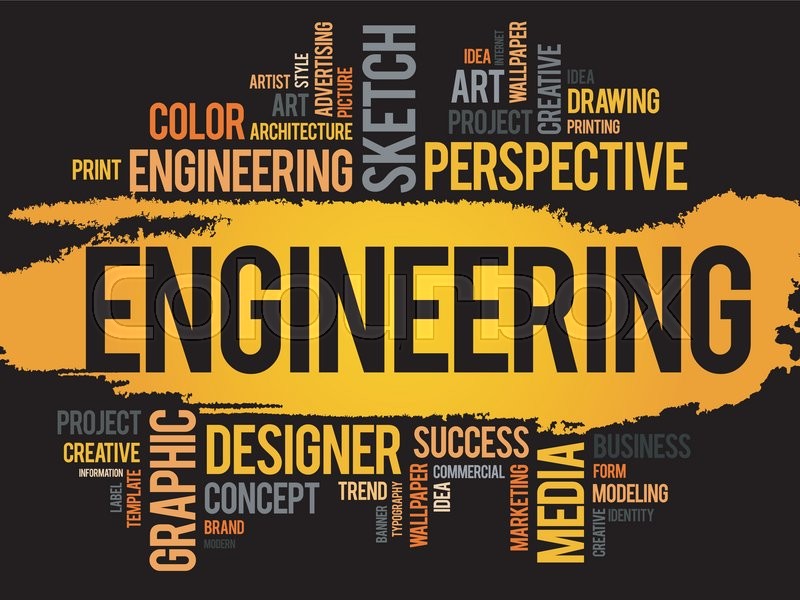 ARTIST
STYLE
ADVERTISING
ART
PICTURE
COLOR
ARCHITECTURE
PRINT
ENGINEERING
SKETCH
IDEA
INTERNET
WALLPAPER
ART
CREATIVE
IDEA
DRAWING
PROJECT
PRINTING
PERSPECTIVE
ENGINEERING
colourbox
PROJECT
CREATIVE
INFORMATION
LABEL
TEMPLATE
GRAPHIC
DESIGNER
CONCEPT
BRAND
MODERN
TREND
BANNER
TYPOGRAPHY
SUCCESS
WALLPAPER
IDEA
COMMERCIAL
MARKETING
MEDIA
BUSINESS
FORM
MODELING
CREATIVE
IDENTITY